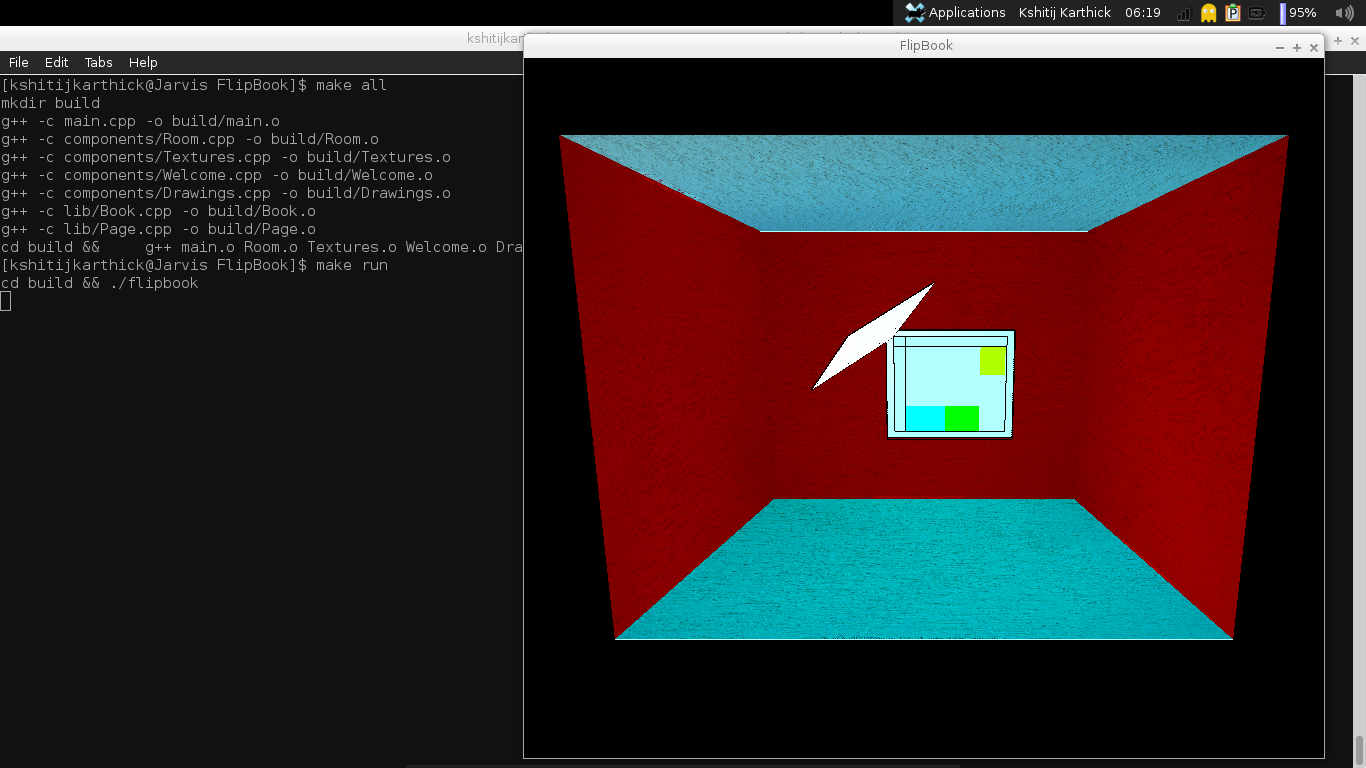 Applications Kshitij Karthick 06:19 95%
FlipBook
File Edit Tabs Help
[kshitijkarthick@Jarvis FlipBook]$ make all
mkdir build
g++ -c main.cpp -o build/main.o
g++ -c components/Room.cpp -o build/Room.o
g++ -c components/Textures.cpp -o build/Textures.o
g++ -c components/Welcome.cpp -o build/Welcome.o
g++ -c components/Drawings.cpp -o build/Drawings.o
g++ -c lib/Book.cpp -o build/Book.o
g++ -c lib/Page.cpp -o build/Page.o
cd build && g++ main.o Room.o Textures.o Welcome.o Dra
[kshitijkarthick@Jarvis FlipBook]$ make run
cd build && ./flipbook